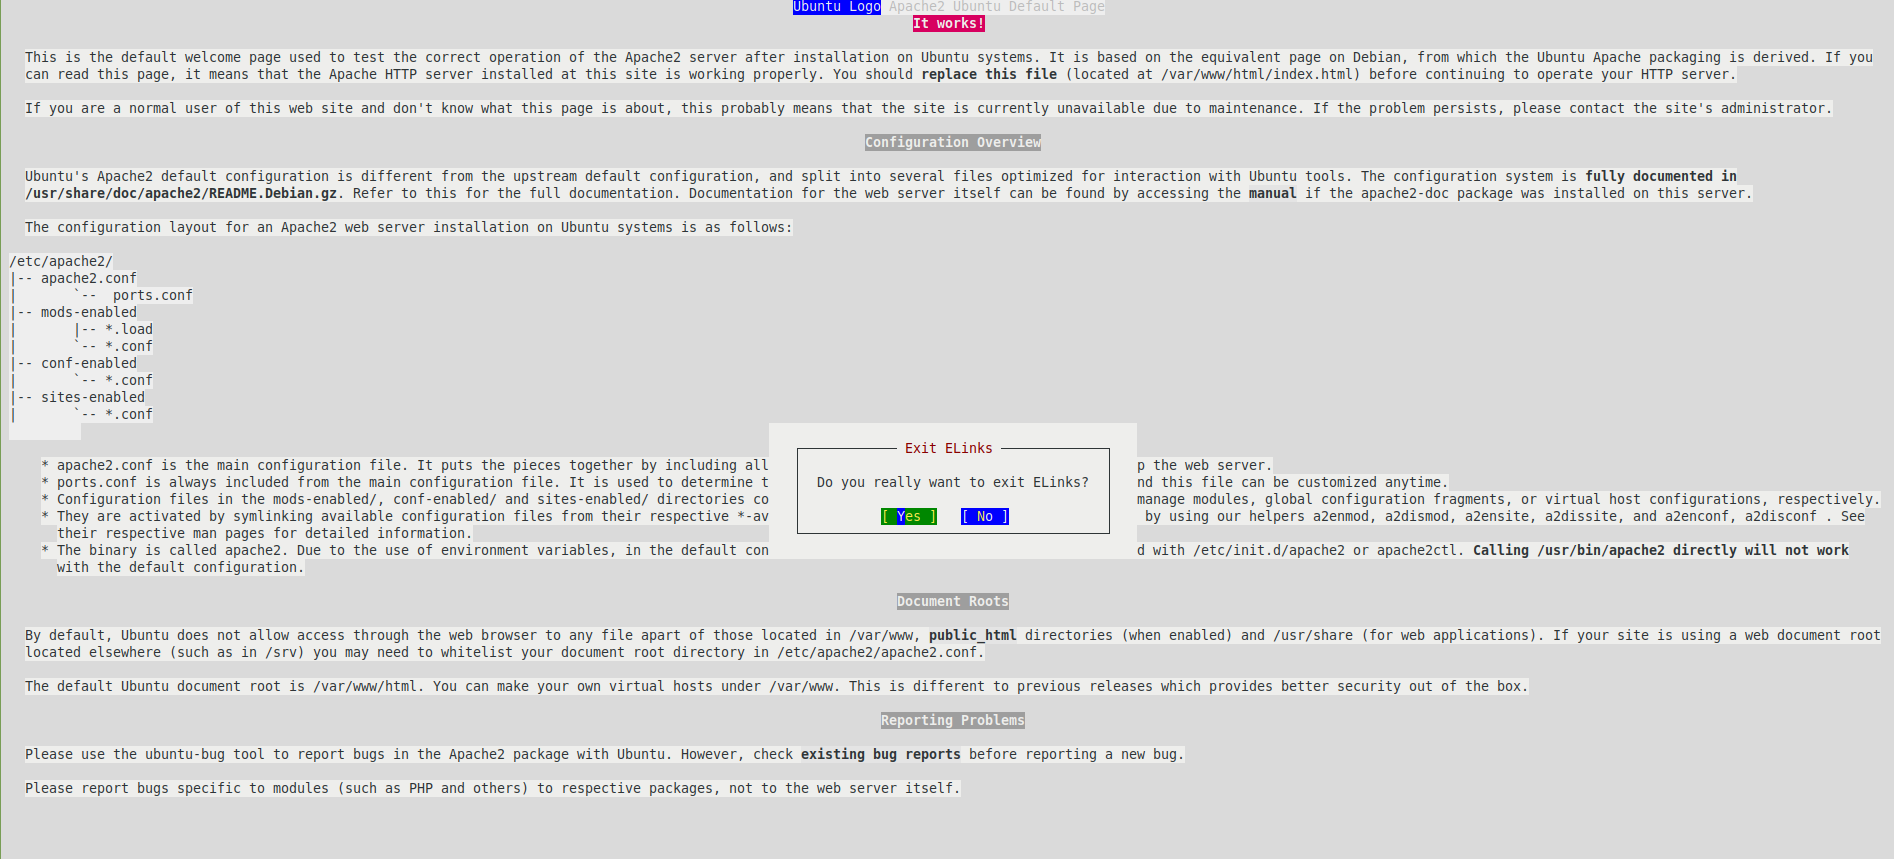 Ubuntu Logo Apache2 Ubuntu Default Page
It works!
This is the default welcome page used to test the correct operation of the Apache2 server after installation on Ubuntu systems. It is based on the equivalent page on Debian, from which the Ubuntu Apache packaging is derived. If you
can read this page, it means that the Apache HTTP server installed at this site is working properly. You should replace this file (located at /var/www/html/index.html) before continuing to operate your HTTP server.
If you are a normal user of this web site and don't know what this page is about, this probably means that the site is currently unavailable due to maintenance. If the problem persists, please contact the site's administrator.
Configuration Overview
Ubuntu's Apache2 default configuration is different from the upstream default configuration, and split into several files optimized for interaction with Ubuntu tools. The configuration system is fully documented in
/usr/share/doc/apache2/README.Debian.gz. Refer to this for the full documentation. Documentation for the web server itself can be found by accessing the manual if the apache2-doc package was installed on this server.
The configuration layout for an Apache2 web server installation on Ubuntu systems is as follows:
/etc/apache2/
|-- apache2.conf
|       `--  ports.conf
|-- mods-enabled
|       |-- *.load
|       `-- *.conf
|-- conf-enabled
|       `-- *.conf
|-- sites-enabled
|       `-- *.conf
Exit ELinks
Do you really want to exit ELinks?
[ Yes ] [ No ]
* apache2.conf is the main configuration file. It puts the pieces together by including all p the web server.
* ports.conf is always included from the main configuration file. It is used to determine t nd this file can be customized anytime.
* Configuration files in the mods-enabled/, conf-enabled/ and sites-enabled/ directories co manage modules, global configuration fragments, or virtual host configurations, respectively.
* They are activated by symlinking available configuration files from their respective *-av by using our helpers a2enmod, a2dismod, a2ensite, a2dissite, and a2enconf, a2disconf . See
their respective man pages for detailed information.
* The binary is called apache2. Due to the use of environment variables, in the default con d with /etc/init.d/apache2 or apache2ctl. Calling /usr/bin/apache2 directly will not work
with the default configuration.
Document Roots
By default, Ubuntu does not allow access through the web browser to any file apart of those located in /var/www, public_html directories (when enabled) and /usr/share (for web applications). If your site is using a web document root
located elsewhere (such as in /srv) you may need to whitelist your document root directory in /etc/apache2/apache2.conf.
The default Ubuntu document root is /var/www/html. You can make your own virtual hosts under /var/www. This is different to previous releases which provides better security out of the box.
Reporting Problems
Please use the ubuntu-bug tool to report bugs in the Apache2 package with Ubuntu. However, check existing bug reports before reporting a new bug.
Please report bugs specific to modules (such as PHP and others) to respective packages, not to the web server itself.